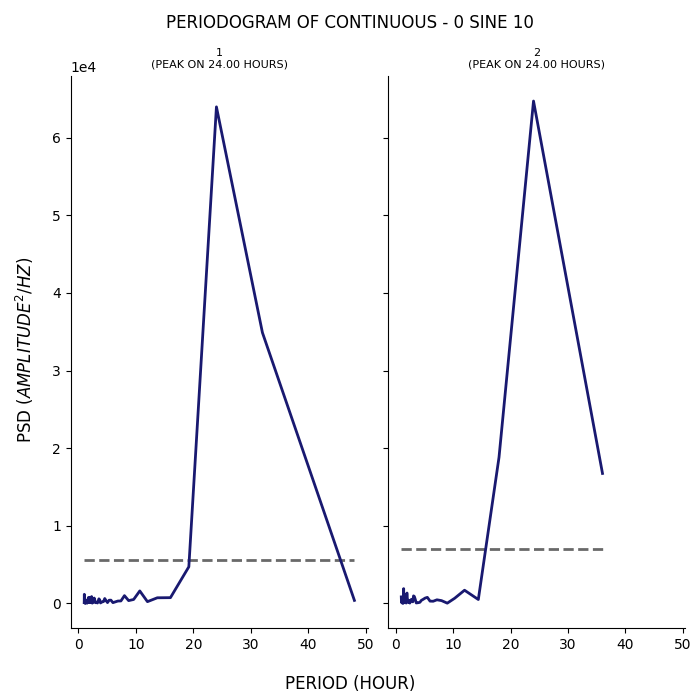 PERIODOGRAM OF CONTINUOUS - 0 SINE 10
1
(PEAK ON 24.00 HOURS)
2
(PEAK ON 24.00 HOURS)
1e4
6
5
4
3
2
1
0
PSD (AMPLITUDE²/HZ)
0 10 20 30 40 50
0 10 20 30 40 50
PERIOD (HOUR)